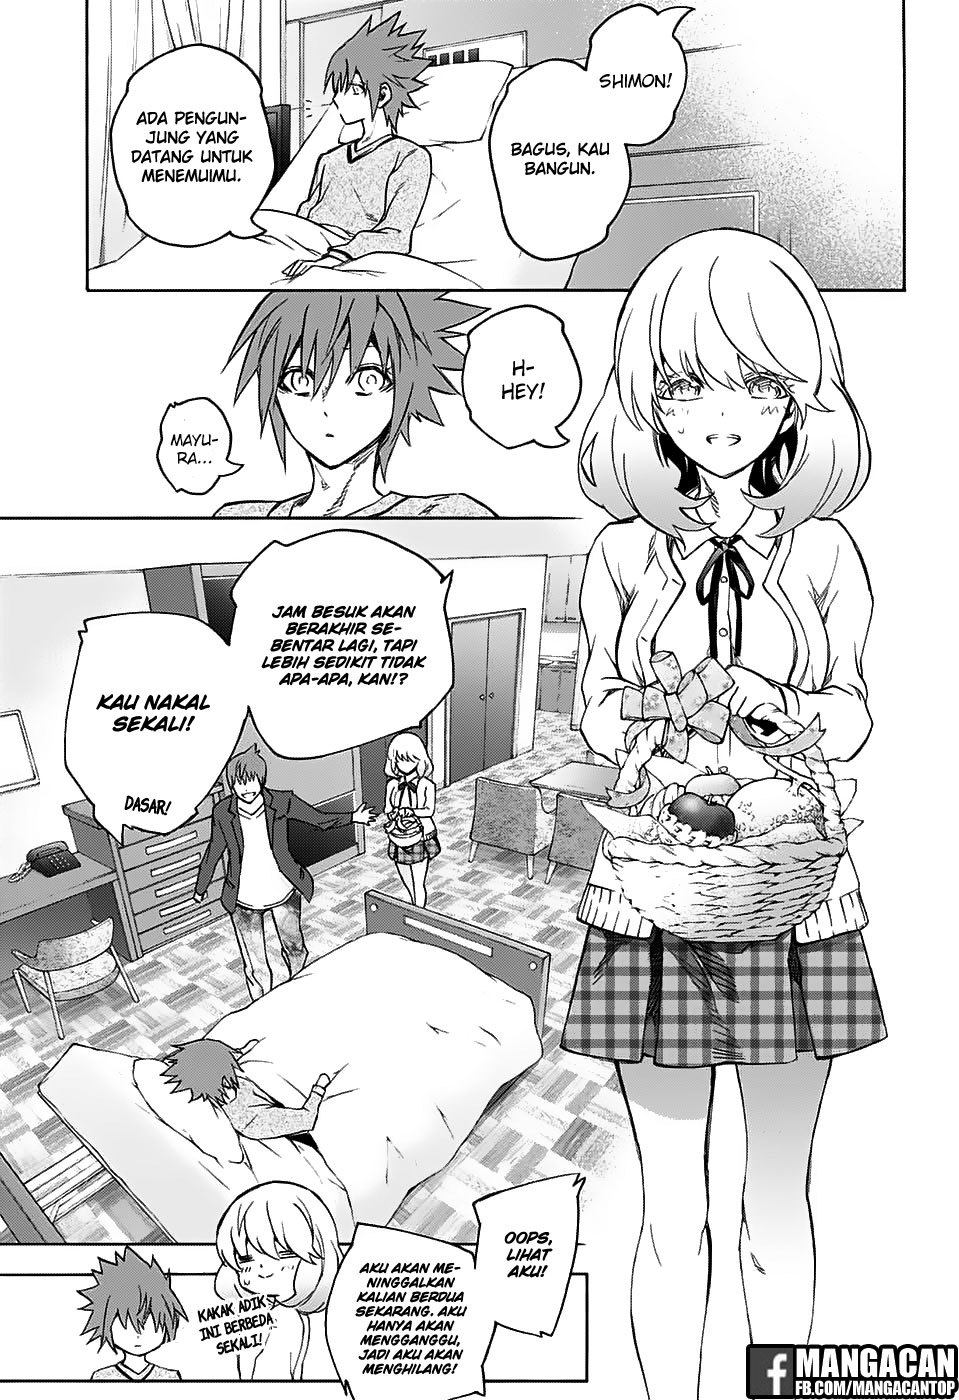 SHIMON!
BAGUS, KAU
BANGUN.
ADA PENGUN-
JUNG YANG
DATANG UNTUK
MENEMUIMU.
H-
HEY!
MAYU-
RA...
JAM BESUK AKAN
BERAKHIR SE-
BENTAR LAGI, TAPI
LEBIH SEDIKIT TIDAK
APA-APA, KAN!?
KAU NAKAL
SEKALI!
DASAR!
OOPS,
LIHAT
AKU!
AKU AKAN ME-
NINGGALKAN
KALIAN BERDUA
SEKARANG. AKU
HANYA AKAN
MENGGANGGU,
JADI AKU AKAN
MENGHILANG!
KAKAK ADIK
INI BERBEDA
SEKALI!
f MANGACAN
FB.COM/MANGACANTOP